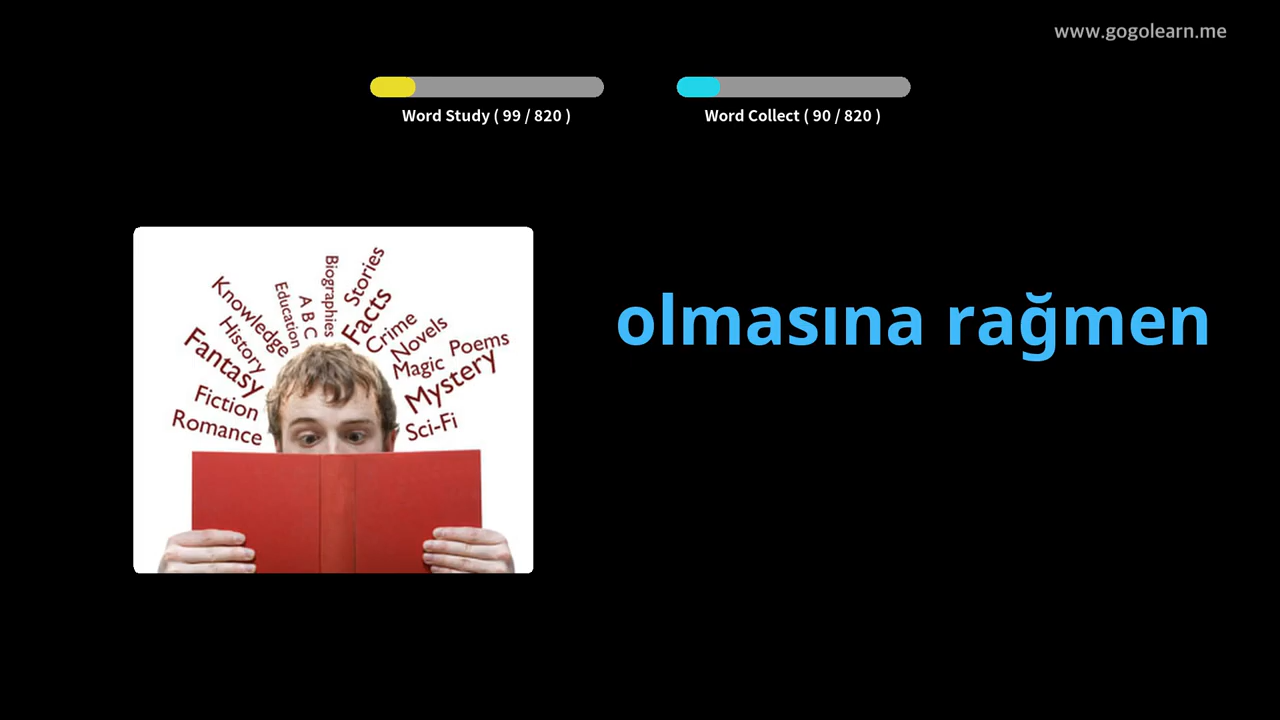 www.gogolearn.me
Word Study ( 99 / 820 )
Word Collect ( 90 / 820 )
Knowledge
History
Fantasy
Fiction
Romance
Education
A B C
Biographies
Stories
Facts
Crime
Novels
Magic
Poems
Mystery
Sci-Fi
olmasına rağmen